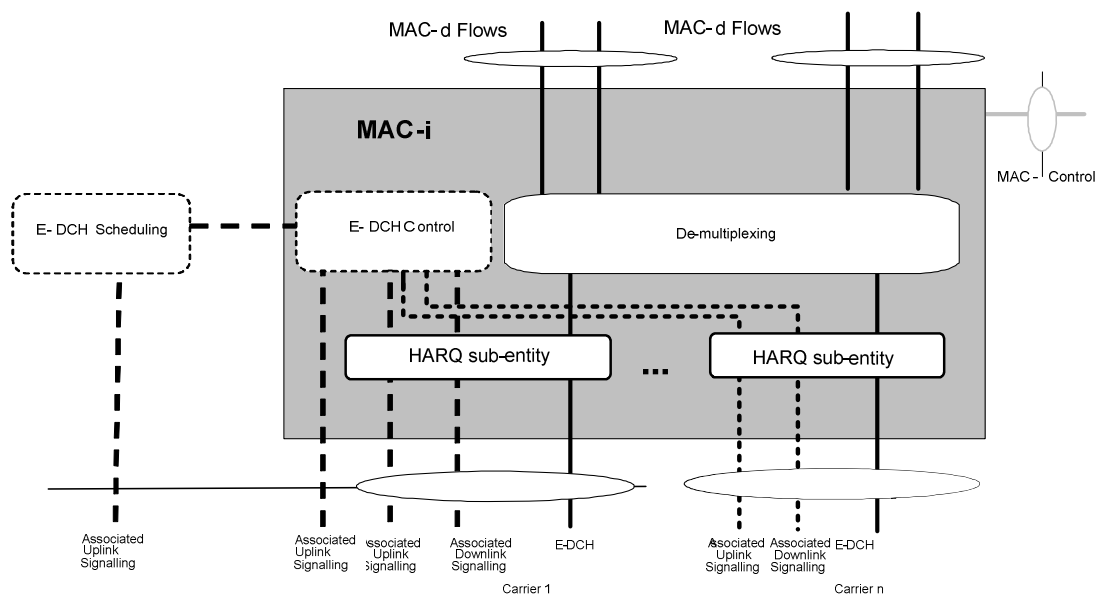 MAC-d Flows
MAC-d Flows
MAC-i
MAC- Control
E- DCH Scheduling
E- DCH Control
De-multiplexing
HARQ sub-entity
...
HARQ sub-entity
Associated
Uplink
Signalling
Associated
Uplink
Signalling
Associated
Uplink
Signalling
Associated
Downlink
Signalling
E-DCH
Associated
Uplink
Signalling
Associated
Downlink
Signalling
E-DCH
Carrier 1
Carrier n